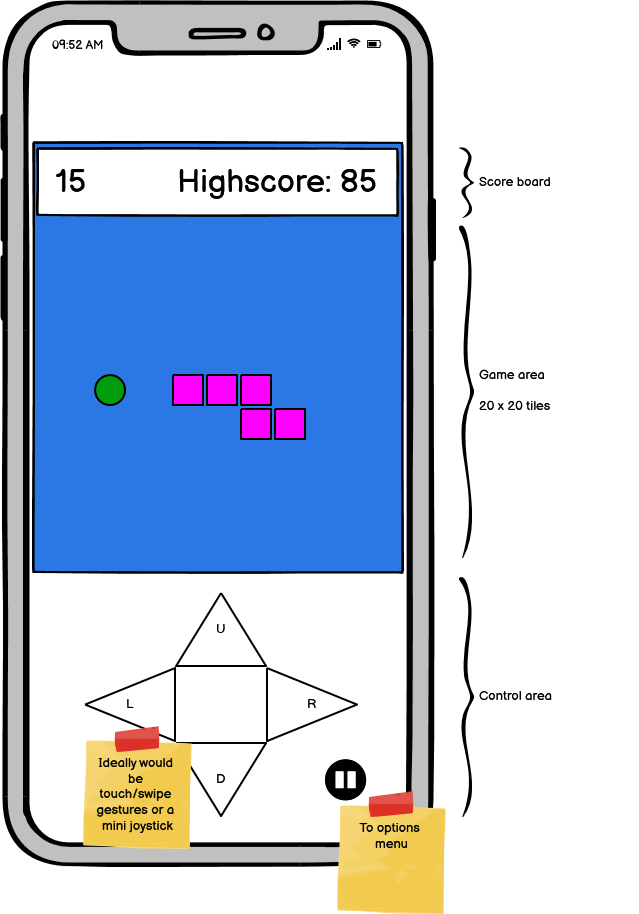 09:52 AM
15 Highscore: 85
Score board
Game area
20 x 20 tiles
U
L
R
D
Control area
Ideally would
be
touch/swipe
gestures or a
mini joystick
To options
menu